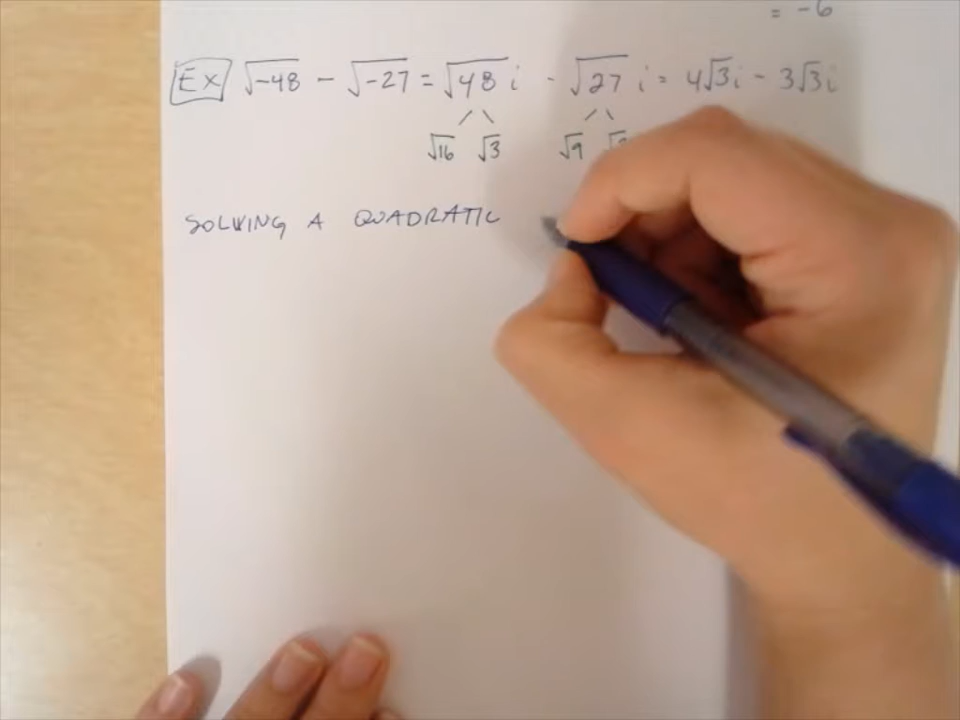 = -6
Ex √-48 - √-27 = √48 i - √27 i = 4√3i - 3√3i
√16 √3 √9
SOLVING A QUADRATIC